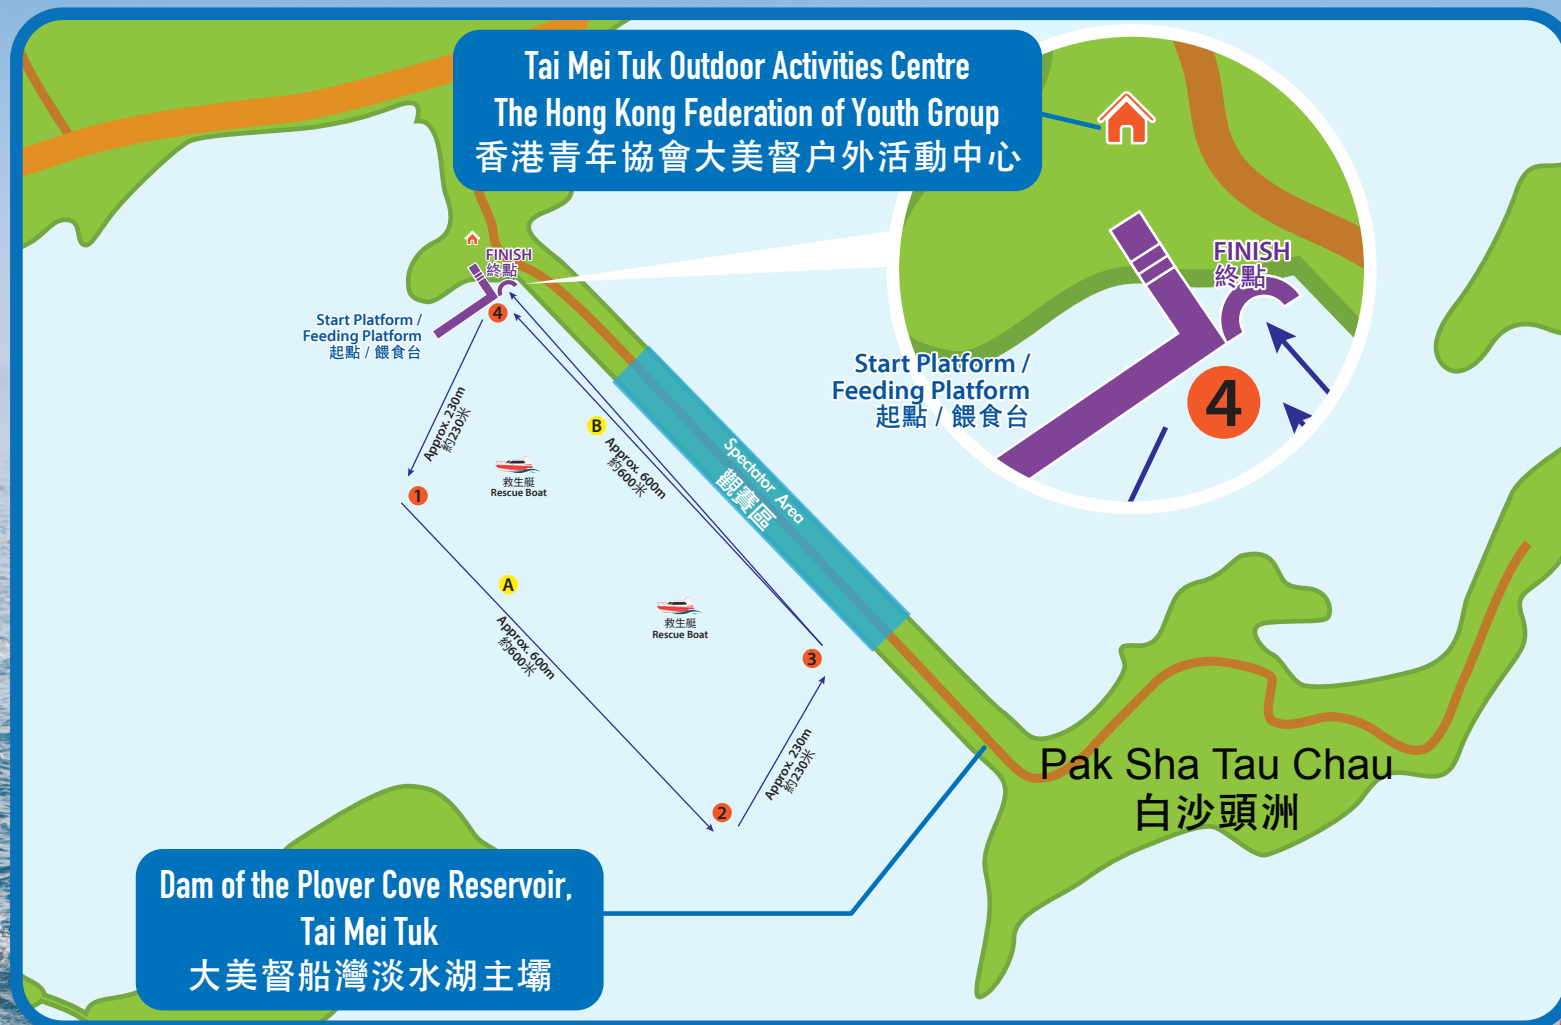 Tai Mei Tuk Outdoor Activities Centre
The Hong Kong Federation of Youth Group
香港青年協會大美督户外活動中心
FINISH
終點
Start Platform /
Feeding Platform
起點 / 餵食台
4
FINISH
終點
Start Platform /
Feeding Platform
起點 / 餵食台
4
Approx. 230m
約230米
1
救生艇
Rescue Boat
B
Approx. 600m
約600米
Spectator Area
觀賽區
A
Approx. 600m
約600米
救生艇
Rescue Boat
3
Approx. 230m
約230米
2
Pak Sha Tau Chau
白沙頭洲
Dam of the Plover Cove Reservoir,
Tai Mei Tuk
大美督船灣淡水湖主壩